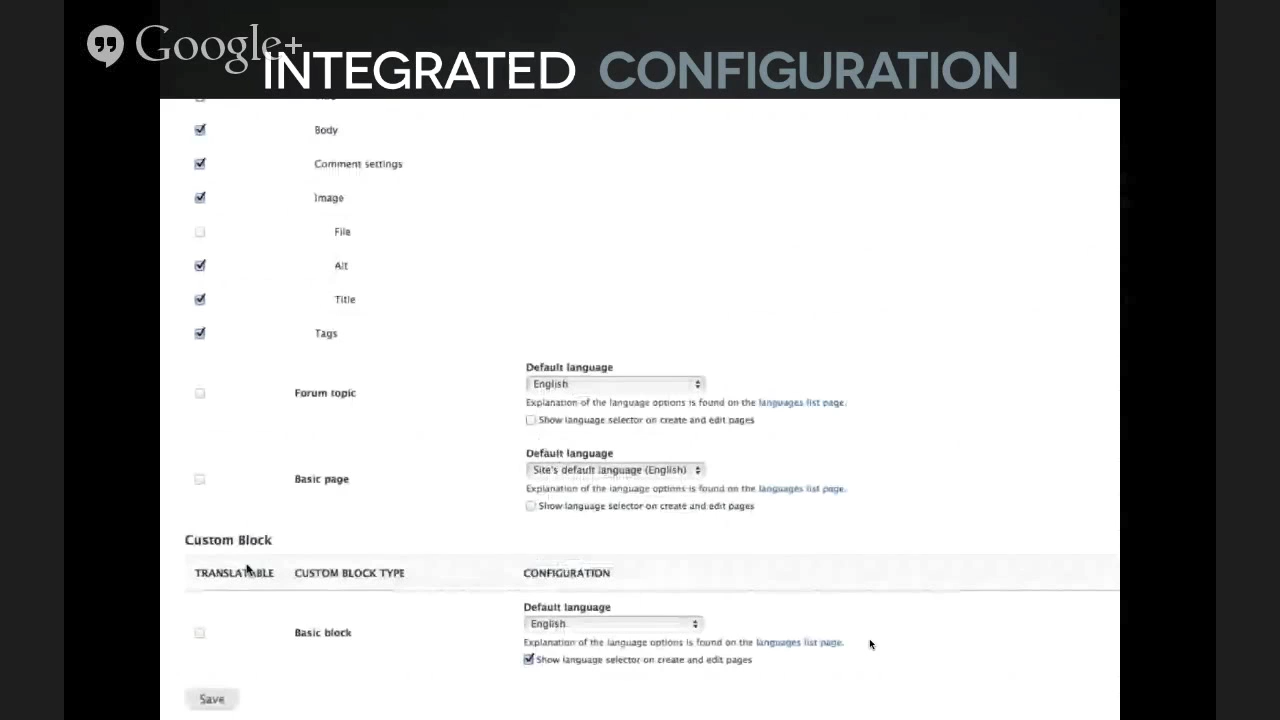 Google+
INTEGRATED CONFIGURATION
Body
Comment settings
Image
File
Alt
Title
Tags
Default language
Forum topic
English
Explanation of the language options is found on the languages list page.
Show language selector on create and edit pages
Default language
Basic page
Site's default language (English)
Explanation of the language options is found on the languages list page.
Show language selector on create and edit pages
Custom Block
TRANSLATABLE CUSTOM BLOCK TYPE CONFIGURATION
Default language
Basic block
English
Explanation of the language options is found on the languages list page.
Show language selector on create and edit pages
Save